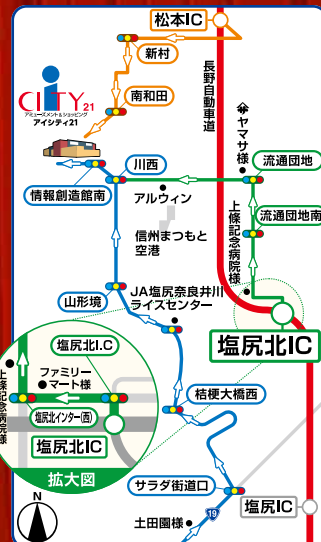 松本IC
新村
南和田
CITY21
アミューズメント&ショッピング
アイシティ21
長野自動車道
ヤマサ様
川西
流通団地
情報創造館南
アルウィン
流通団地南
信州まつもと
空港
上條記念病院様
山形境
JA塩尻奈良井川
ライスセンター
塩尻北IC
塩尻北I.C
ファミリー
マート様
上條記念病院様
塩尻北インター(西)
塩尻北IC
桔梗大橋西
拡大図
サラダ街道口
塩尻IC
N
19
土田園様